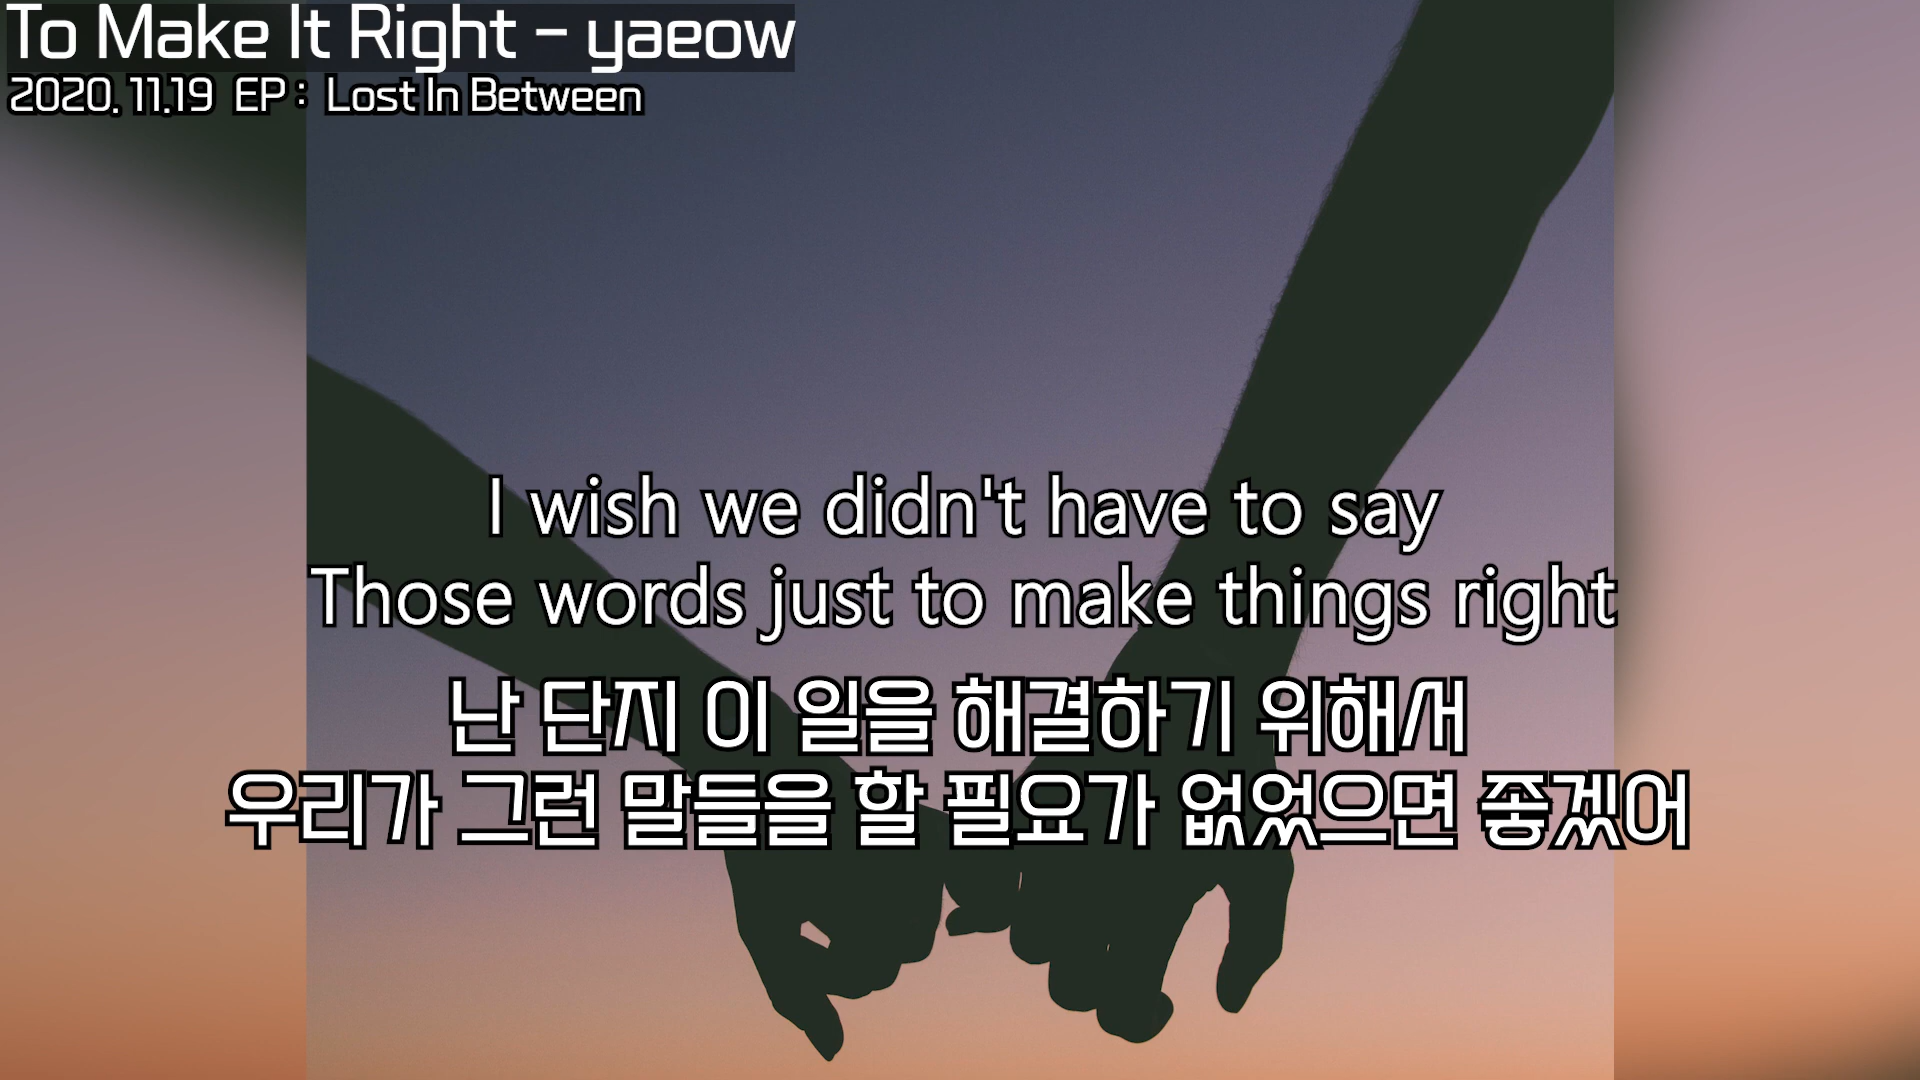 To Make It Right - yaeow
2020. 11.19 EP : Lost In Between
I wish we didn't have to say
Those words just to make things right
난 단지 이 일을 해결하기 위해서
우리가 그런 말들을 할 필요가 없었으면 좋겠어